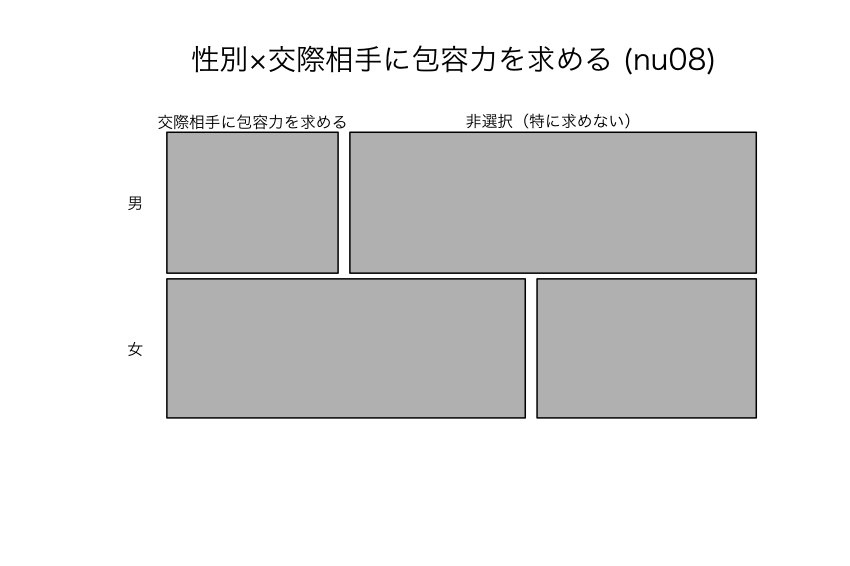 性別×交際相手に包容力を求める (nu08)
交際相手に包容力を求める
非選択（特に求めない）
男
女